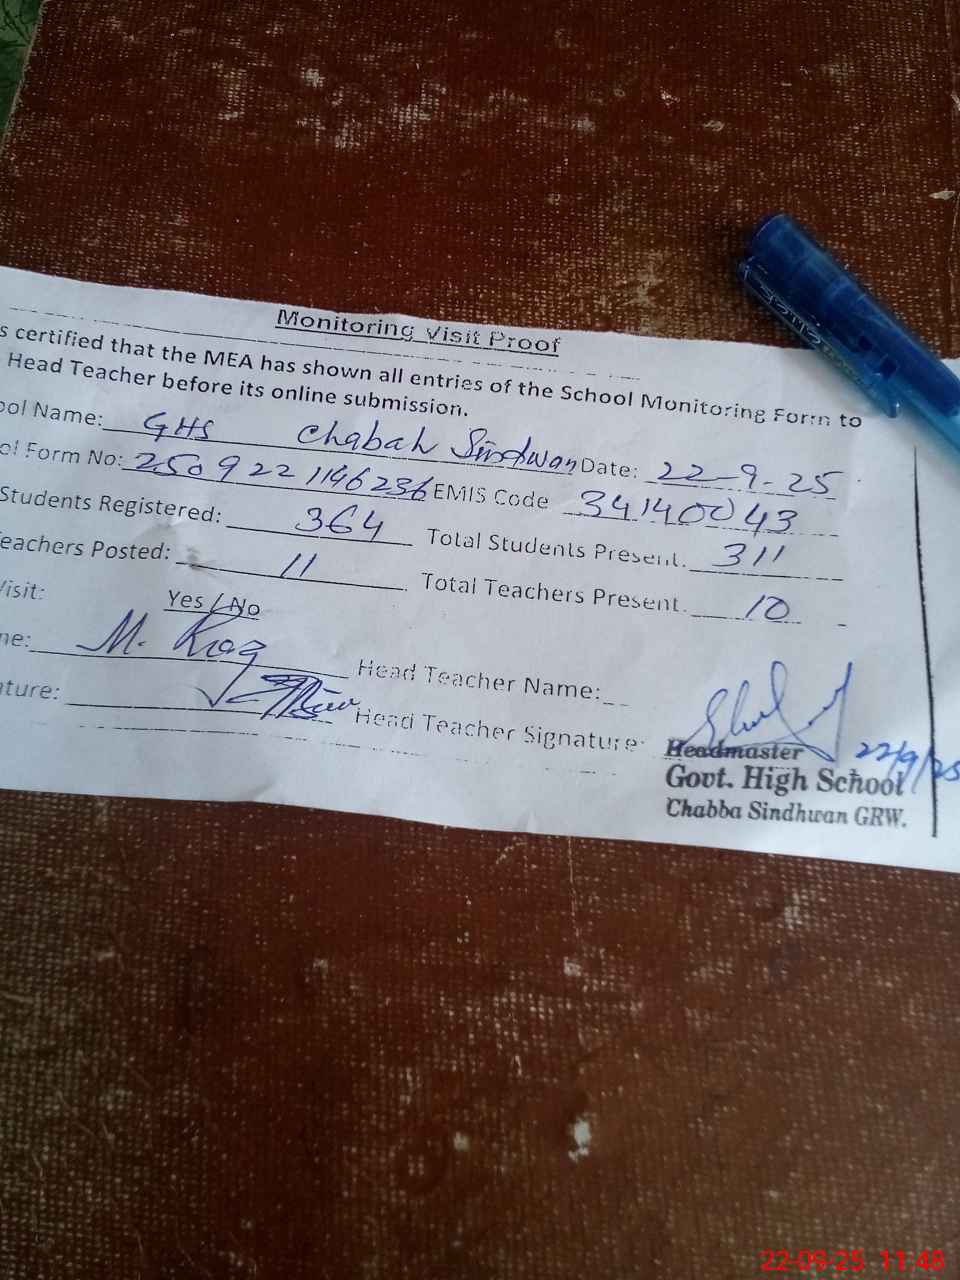 Monitoring Visit Proof
s certified that the MEA has shown all entries of the School Monitoring Form to
Head Teacher before its online submission.
ool Name: GHS Chabah Sindwan Date: 22-9-25
ol Form No: 250922 1146236 EMIS Code 34140043
Students Registered: 364 Total Students Present. 311
eachers Posted: 11 Total Teachers Present. 10
Visit: Yes / No
me: M. Head Teacher Name:
ature: Head Teacher Signature:
22/9/25
Headmaster
Govt. High School
Chabba Sindhwan GRW.
22-09-25 11:48